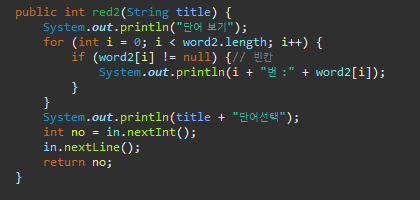 public int red2(String title) {
    System.out.println("단어 보기");
    for (int i = 0; i < word2.length; i++) {
        if (word2[i] != null) {// 빈칸
            System.out.println(i + "번 :" + word2[i]);
        }
    }
    System.out.println(title + "단어선택");
    int no = in.nextInt();
    in.nextLine();
    return no;
}